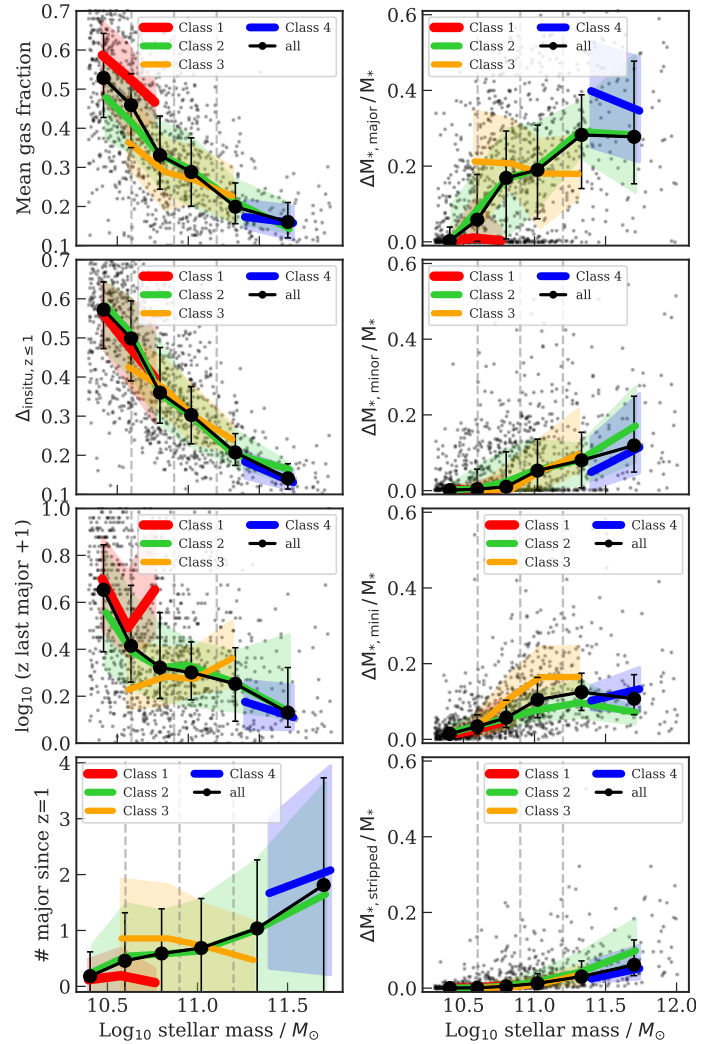 0.7
0.6
0.5
0.4
0.3
0.2
0.1
Mean gas fraction
Class 1
Class 2
Class 3
Class 4
all
0.6
0.4
0.2
0.0
ΔM*, major / M*
Class 1
Class 2
Class 3
Class 4
all
0.7
0.6
0.5
0.4
0.3
0.2
0.1
Δinsitu, z ≤ 1
Class 1
Class 2
Class 3
Class 4
all
0.6
0.4
0.2
0.0
ΔM*, minor / M*
Class 1
Class 2
Class 3
Class 4
all
1.0
0.8
0.6
0.4
0.2
0.0
log10 (z last major +1)
Class 1
Class 2
Class 3
Class 4
all
0.6
0.4
0.2
0.0
ΔM*, mini / M*
Class 1
Class 2
Class 3
Class 4
all
4
3
2
1
0
# major since z=1
Class 1
Class 2
Class 3
Class 4
all
10.5 11.0 11.5
Log10 stellar mass / M⊙
0.6
0.4
0.2
0.0
ΔM*, stripped / M*
Class 1
Class 2
Class 3
Class 4
all
10.5 11.0 11.5 12.0
Log10 stellar mass / M⊙